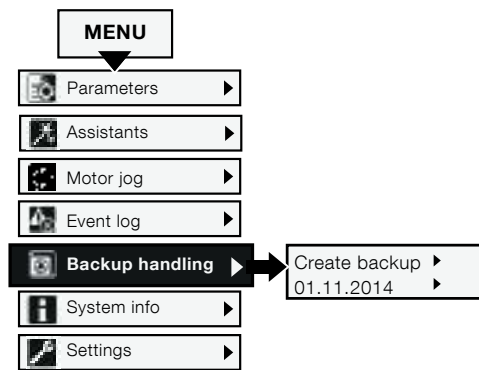 MENU
Parameters
Assistants
Motor jog
Event log
Backup handling
Create backup
01.11.2014
System info
Settings